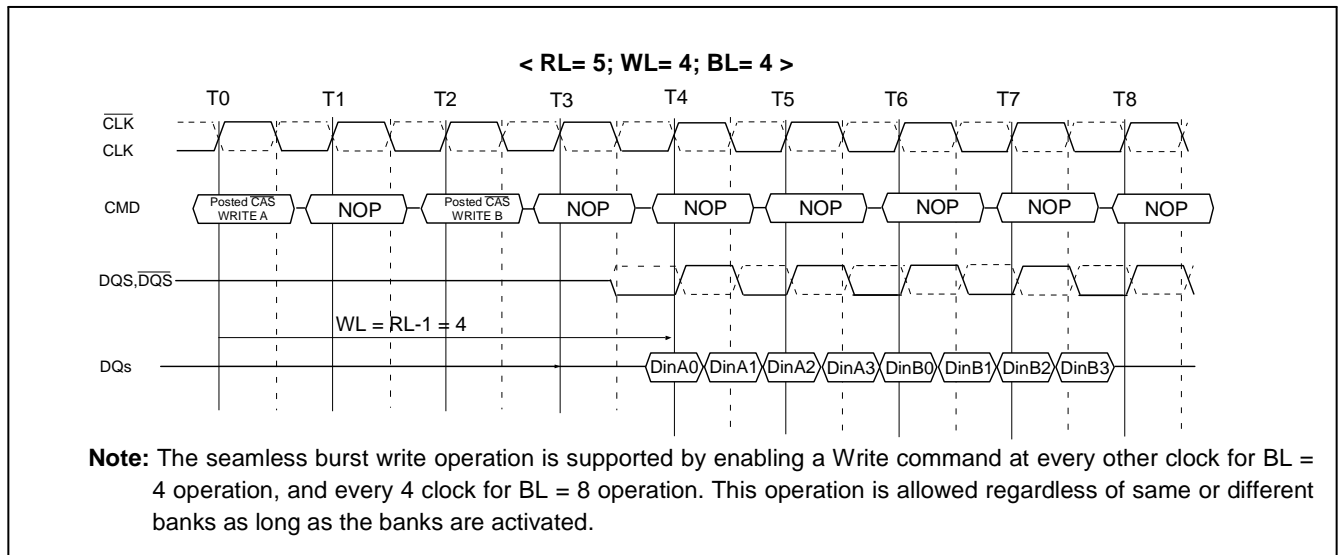 < RL= 5; WL= 4; BL= 4 >
T0 T1 T2 T3 T4 T5 T6 T7 T8
CLK
CLK
CMD
Posted CAS
WRITE A
NOP
Posted CAS
WRITE B
NOP NOP NOP NOP NOP NOP
DQS,DQS
WL = RL-1 = 4
DQs
DinA0 DinA1 DinA2 DinA3 DinB0 DinB1 DinB2 DinB3
Note: The seamless burst write operation is supported by enabling a Write command at every other clock for BL =
4 operation, and every 4 clock for BL = 8 operation. This operation is allowed regardless of same or different
banks as long as the banks are activated.